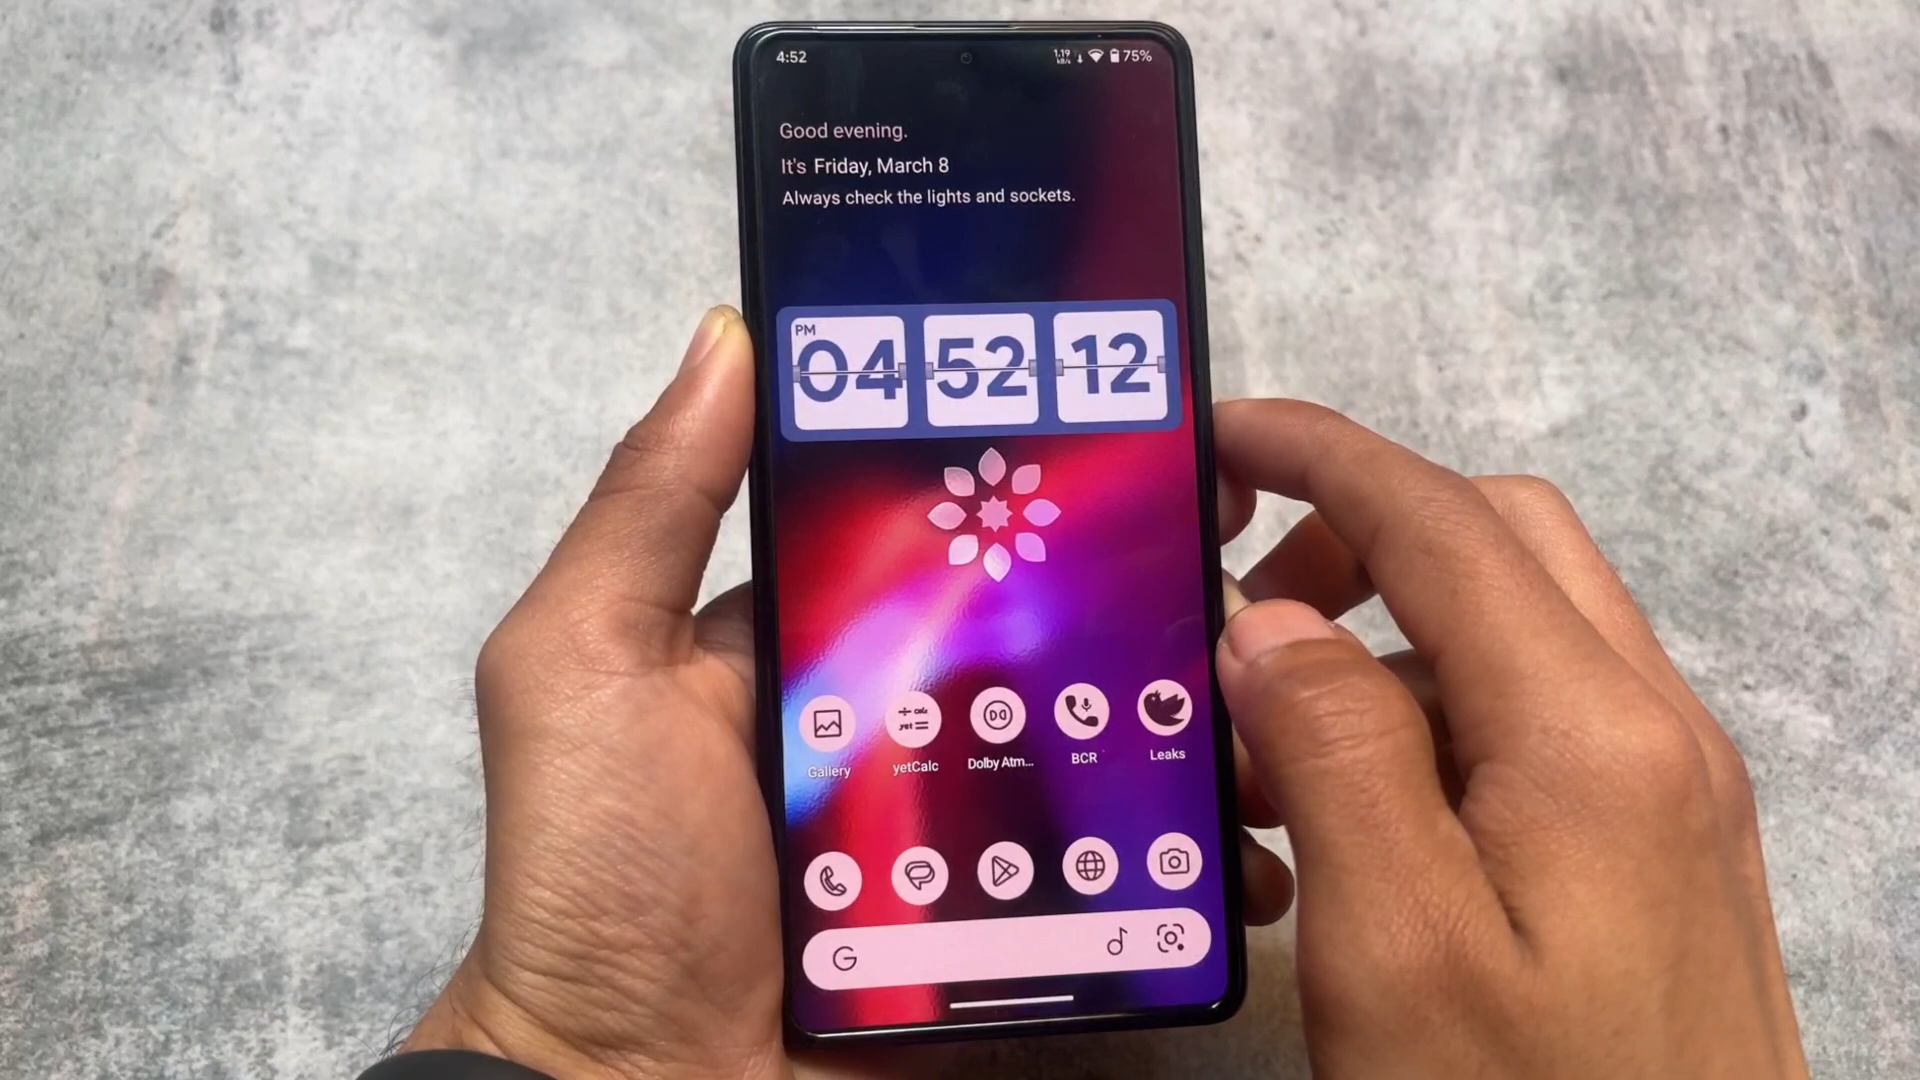 4:52
1.19
kB/s
75%
Good evening.
It's Friday, March 8
Always check the lights and sockets.
PM
04 52 12
Gallery
yetCalc
Dolby Atm...
BCR
Leaks
G